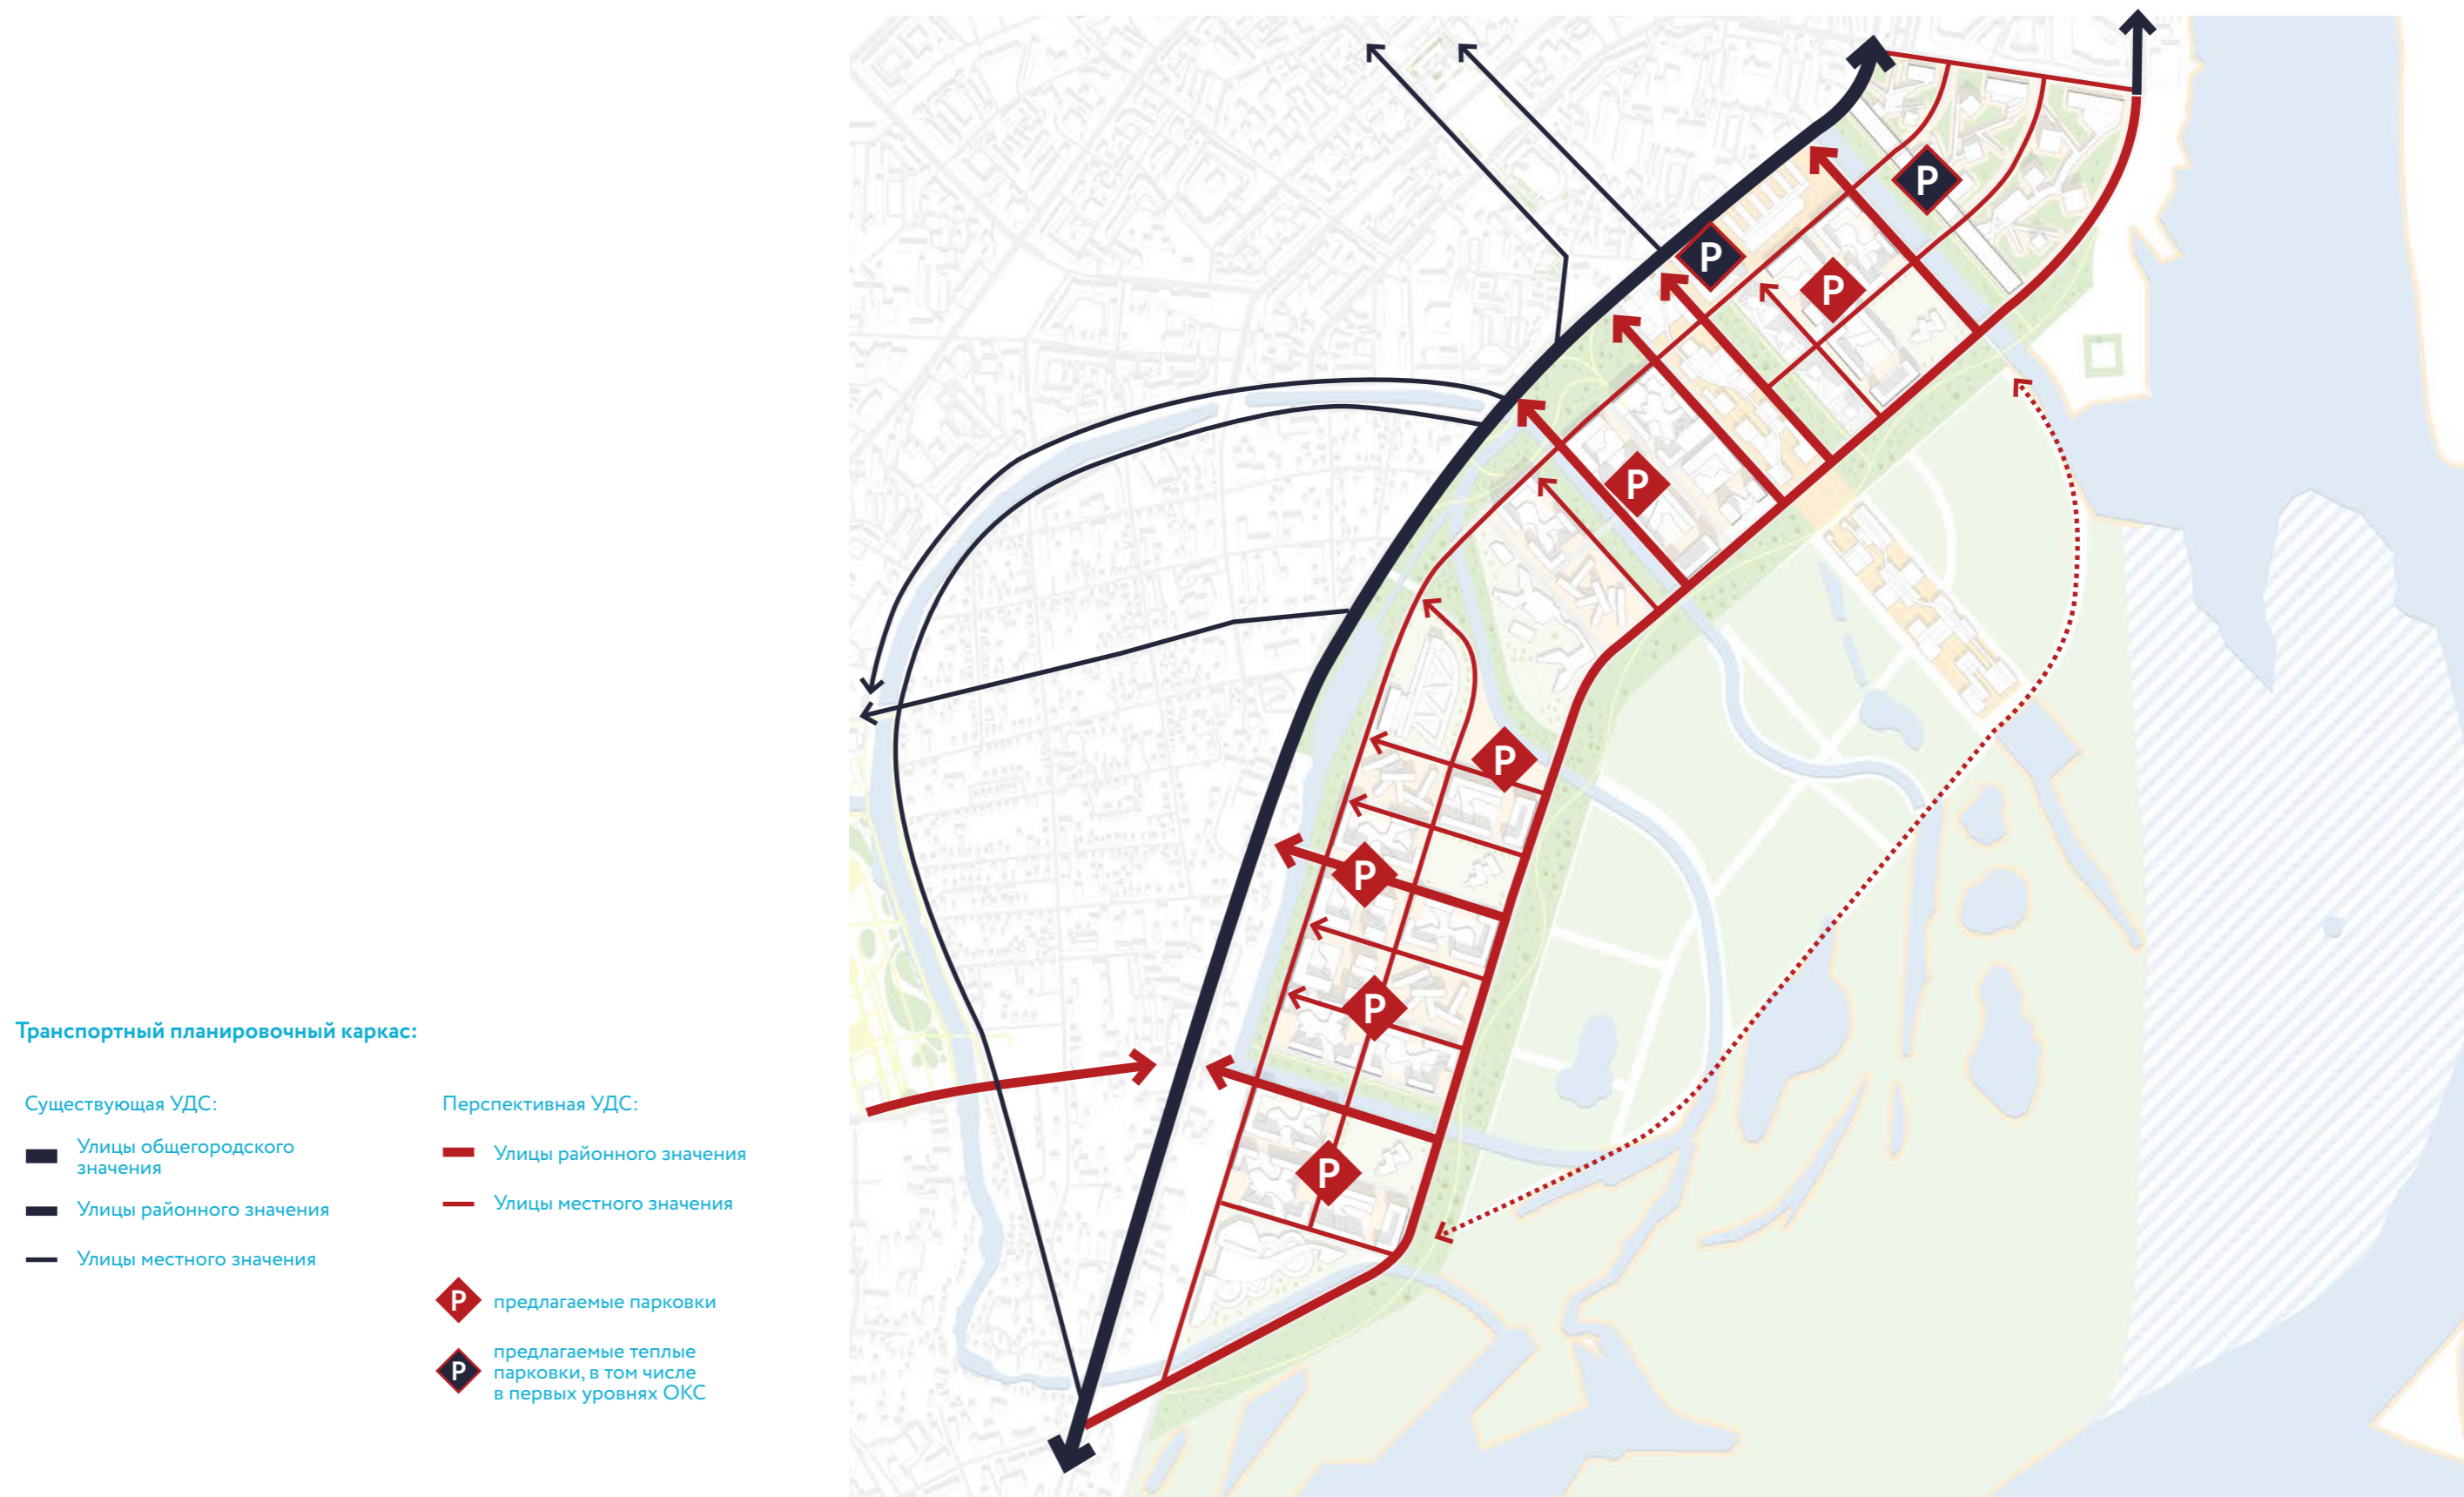 Транспортный планировочный каркас:
Существующая УДС:
Улицы общегородского
значения
Улицы районного значения
Улицы местного значения
Перспективная УДС:
Улицы районного значения
Улицы местного значения
P
предлагаемые парковки
P
предлагаемые теплые
парковки, в том числе
в первых уровнях ОКС
P
P
P
P
P
P
P
P